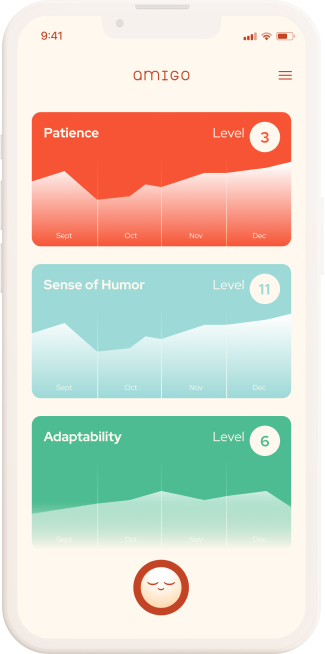 9:41
amIGO
Patience Level 3
Sept Oct Nov Dec
Sense of Humor Level 11
Sept Oct Nov Dec
Adaptability Level 6
Sept Oct Nov Dec